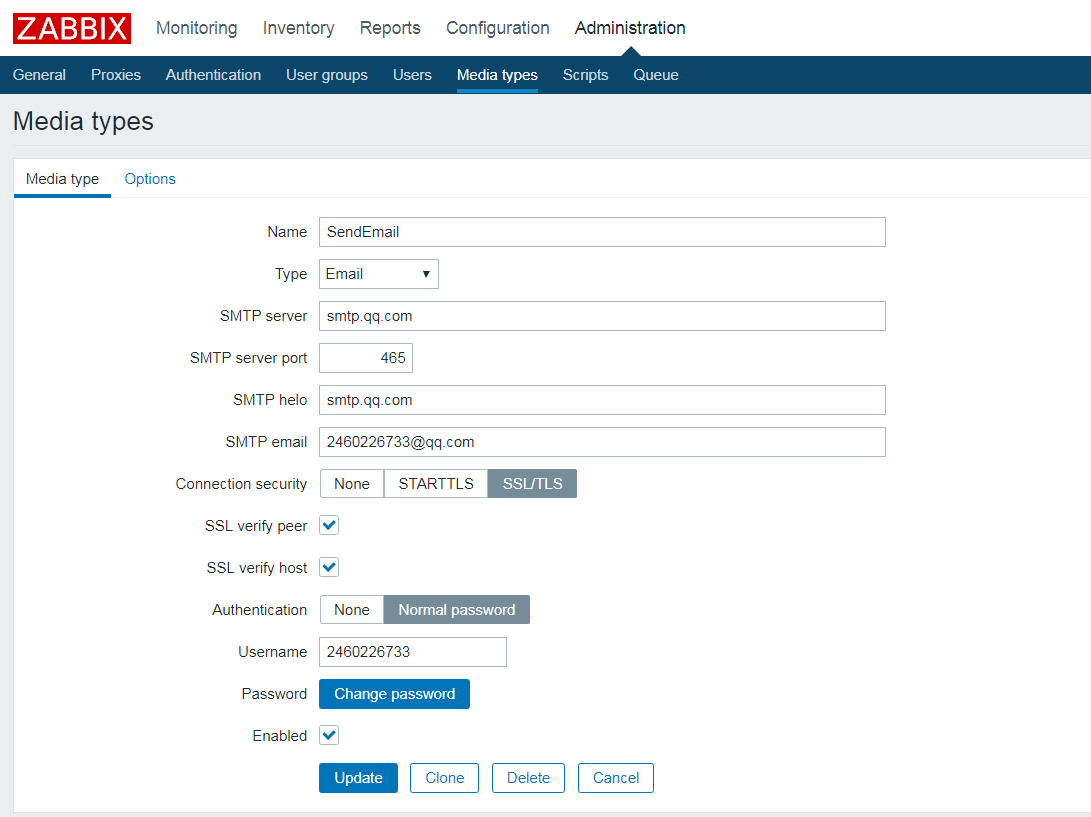 ZABBIX Monitoring Inventory Reports Configuration Administration
General Proxies Authentication User groups Users Media types Scripts Queue
Media types
Media type Options
Name SendEmail
Type Email
SMTP server smtp.qq.com
SMTP server port 465
SMTP helo smtp.qq.com
SMTP email 2460226733@qq.com
Connection security None STARTTLS SSL/TLS
SSL verify peer
SSL verify host
Authentication None Normal password
Username 2460226733
Password Change password
Enabled
Update Clone Delete Cancel